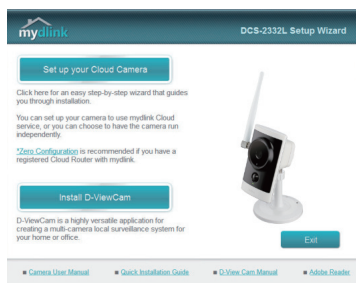 mydlink
DCS-2332L Setup Wizard
Set up your Cloud Camera
Click here for an easy step-by-step wizard that guides
you through installation.
You can set up your camera to use mydlink Cloud
service, or you can choose to have the camera run
independently.
*Zero Configuration is recommended if you have a
registered Cloud Router with mydlink.
Install D-ViewCam
D-ViewCam is a highly versatile application for
creating a multi-camera local surveillance system for
your home or office.
Exit
Camera User Manual
Quick Installation Guide
D-View Cam Manual
Adobe Reader